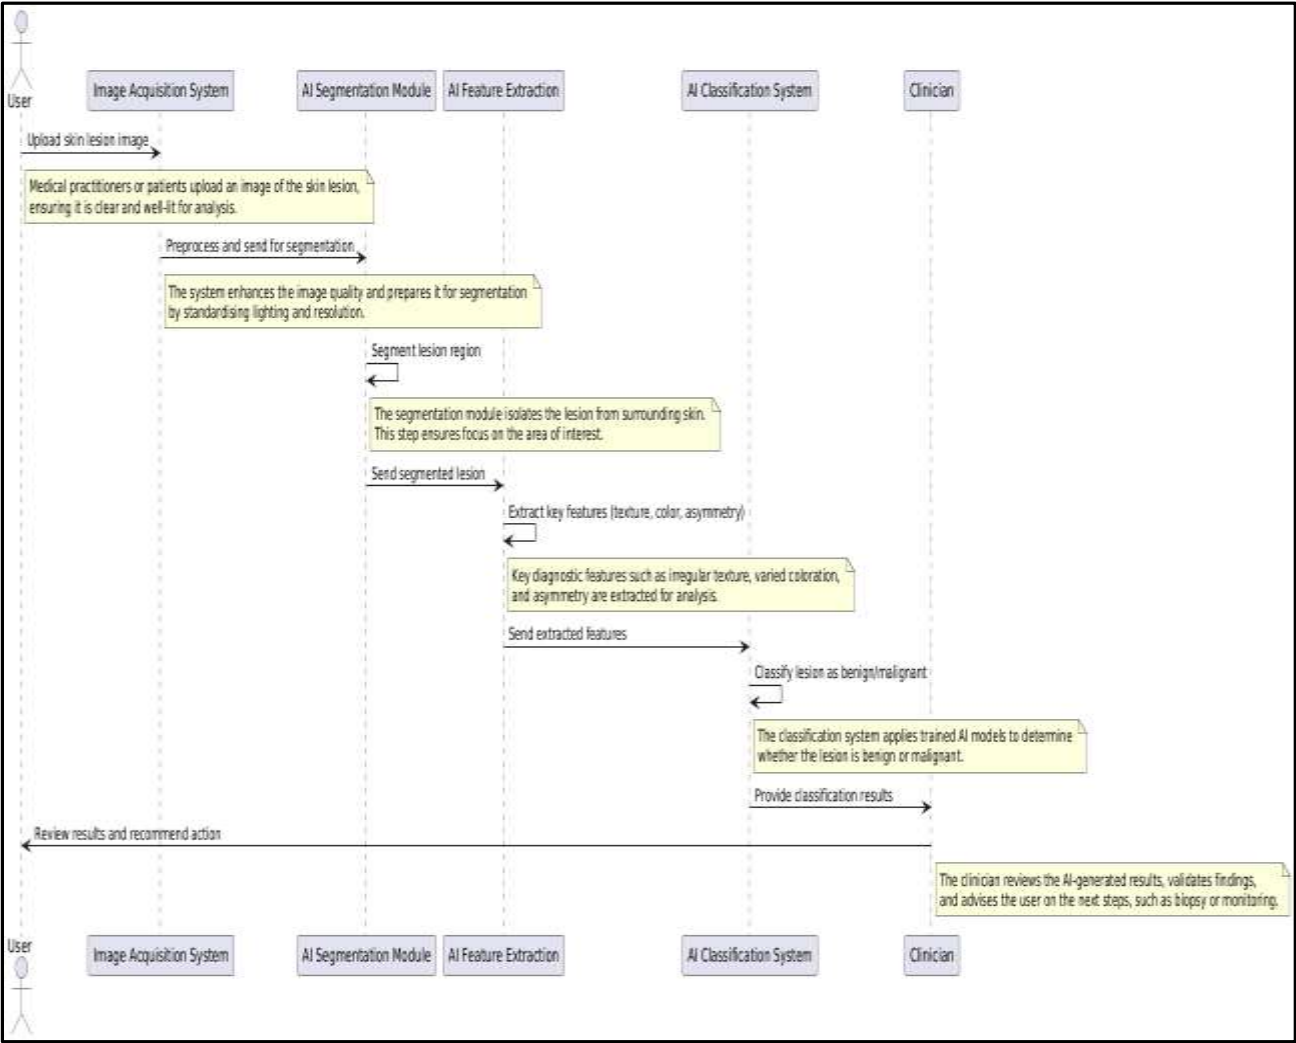 User
Image Acquisition System
AI Segmentation Module
AI Feature Extraction
AI Classification System
Clinician
Upload skin lesion image
Medical practitioners or patients upload an image of the skin lesion,
ensuring it is clear and well-lit for analysis.
Preprocess and send for segmentation
The system enhances the image quality and prepares it for segmentation
by standardising lighting and resolution.
Segment lesion region
The segmentation module isolates the lesion from surrounding skin.
This step ensures focus on the area of interest.
Send segmented lesion
Extract key features (texture, color, asymmetry)
Key diagnostic features such as irregular texture, varied coloration,
and asymmetry are extracted for analysis.
Send extracted features
Classify lesion as benign/malignant
The classification system applies trained AI models to determine
whether the lesion is benign or malignant.
Provide classification results
Review results and recommend action
The clinician reviews the AI-generated results, validates findings,
and advises the user on the next steps, such as biopsy or monitoring.
User
Image Acquisition System
AI Segmentation Module
AI Feature Extraction
AI Classification System
Clinician